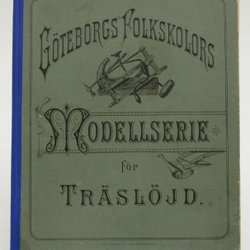 GÖTEBORGS FOLKSKOLORS
MODELLSERIE
för
TRÄSLÖJD.